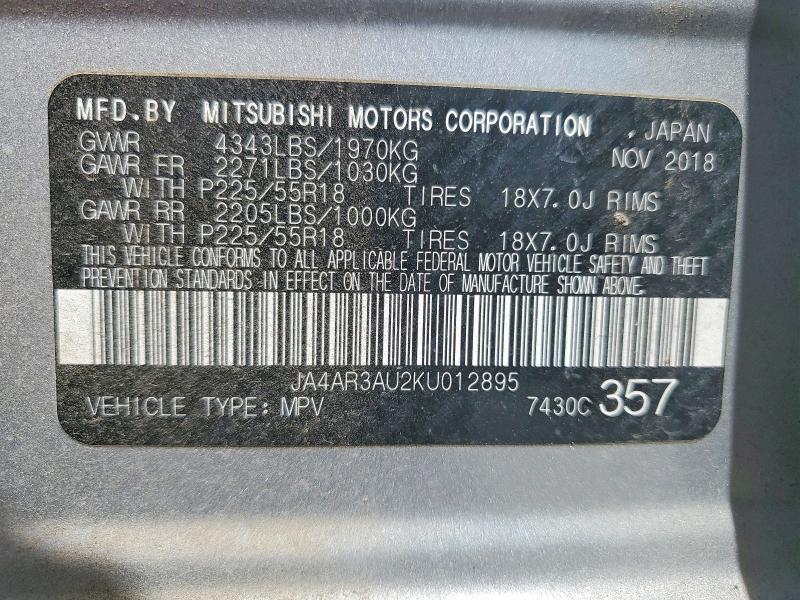 MFD.BY MITSUBISHI MOTORS CORPORATION , JAPAN
GVWR 4343LBS/1970KG NOV 2018
GAWR FR 2271LBS/1030KG
WITH P225/55R18 TIRES 18X7.0J RIMS
GAWR RR 2205LBS/1000KG
WITH P225/55R18 TIRES 18X7.0J RIMS
THIS VEHICLE CONFORMS TO ALL APPLICABLE FEDERAL MOTOR VEHICLE SAFETY AND THEFT
PREVENTION STANDARDS IN EFFECT ON THE DATE OF MANUFACTURE SHOWN ABOVE.
JA4AR3AU2KU012895
VEHICLE TYPE: MPV 7430C 357